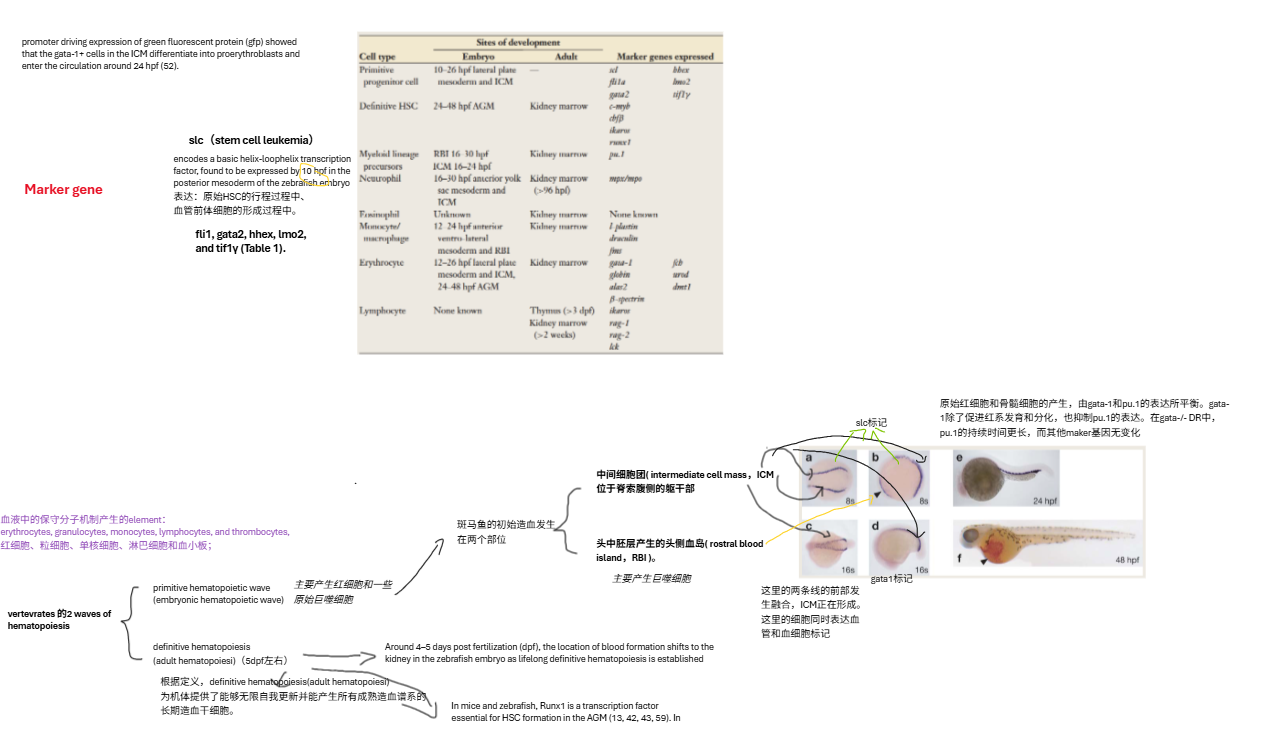 promoter driving expression of green fluorescent protein (gfp) showed
that the gata-1+ cells in the ICM differentiate into proerythroblasts and
enter the circulation around 24 hpf (52).
Marker gene
slc（stem cell leukemia）
encodes a basic helix-loophelix transcription
factor, found to be expressed by 10 hpf in the
posterior mesoderm of the zebrafish embryo
表达：原始HSC的行程过程中、
血管前体细胞的形成过程中。
fli1, gata2, hhex, lmo2,
and tif1γ (Table 1).
Sites of development
Cell type Embryo Adult Marker genes expressed
Primitive 10–26 hpf lateral plate — scl hhex
progenitor cell mesoderm and ICM fli1a lmo2
gata2 tif1γ
Definitive HSC 24–48 hpf AGM Kidney marrow c-myb
cbfβ
ikaros
runx1
Myeloid lineage RBI 16–30 hpf Kidney marrow pu.1
precursors ICM 16–24 hpf
Neutrophil 16–30 hpf anterior yolk Kidney marrow mpx/mpo
sac mesoderm and (>96 hpf)
ICM
Eosinophil Unknown Kidney marrow None known
Monocyte/ 12–24 hpf anterior Kidney marrow l-plastin
macrophage ventro-lateral draculin
mesoderm and RBI fms
Erythrocyte 12–26 hpf lateral plate Kidney marrow gata-1 fch
mesoderm and ICM, globin urod
24–48 hpf AGM alas2 dmt1
β-spectrin
Lymphocyte None known Thymus (>3 dpf) ikaros
Kidney marrow rag-1
(>2 weeks) rag-2
lck
原始红细胞和骨髓细胞的产生，由gata-1和pu.1的表达所平衡。gata-
1除了促进红系发育和分化，也抑制pu.1的表达。在gata-/- DR中，
pu.1的持续时间更长，而其他maker基因无变化
slc标记
a 8s
b 8s
e 24 hpf
c 16s
d 16s
f 48 hpf
gata1标记
这里的两条线的前部发
生融合，ICM正在形成。
这里的细胞同时表达血
管和血细胞标记
中间细胞团( intermediate cell mass，ICM
位于脊索腹侧的躯干部
头中胚层产生的头侧血岛( rostral blood
island，RBI )。
主要产生巨噬细胞
斑马鱼的初始造血发生
在两个部位
血液中的保守分子机制产生的element：
erythrocytes, granulocytes, monocytes, lymphocytes, and thrombocytes,
红细胞、粒细胞、单核细胞、淋巴细胞和血小板；
vertevrates 的2 waves of
hematopoiesis
primitive hematopoietic wave
(embryonic hematopoietic wave)
主要产生红细胞和一些
原始巨噬细胞
definitive hematopoiesis
(adult hematopoiesi)（5dpf左右）
根据定义，definitive hematopoiesis(adult hematopoiesi)
为机体提供了能够无限自我更新并能产生所有成熟造血谱系的
长期造血干细胞。
Around 4–5 days post fertilization (dpf), the location of blood formation shifts to the
kidney in the zebrafish embryo as lifelong definitive hematopoiesis is established
In mice and zebrafish, Runx1 is a transcription factor
essential for HSC formation in the AGM (13, 42, 43, 59). In